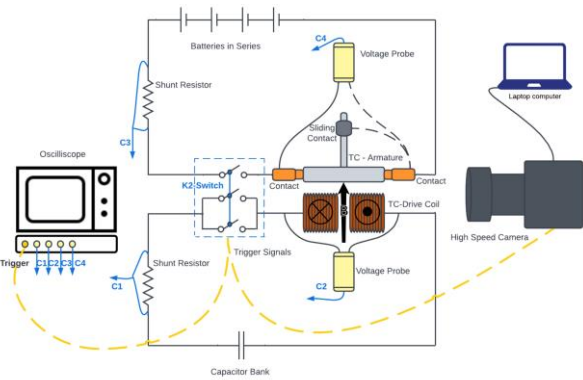 C4
Batteries in Series
Voltage Probe
Laptop computer
Shunt Resistor
C3
Sliding
Contact
Oscilliscope
TC - Armature
K2-Switch
Contact
Contact
TC-Drive Coil
High Speed Camera
Trigger
C1
C2
C3
C4
Trigger Signals
Shunt Resistor
Voltage Probe
C1
C2
Capacitor Bank